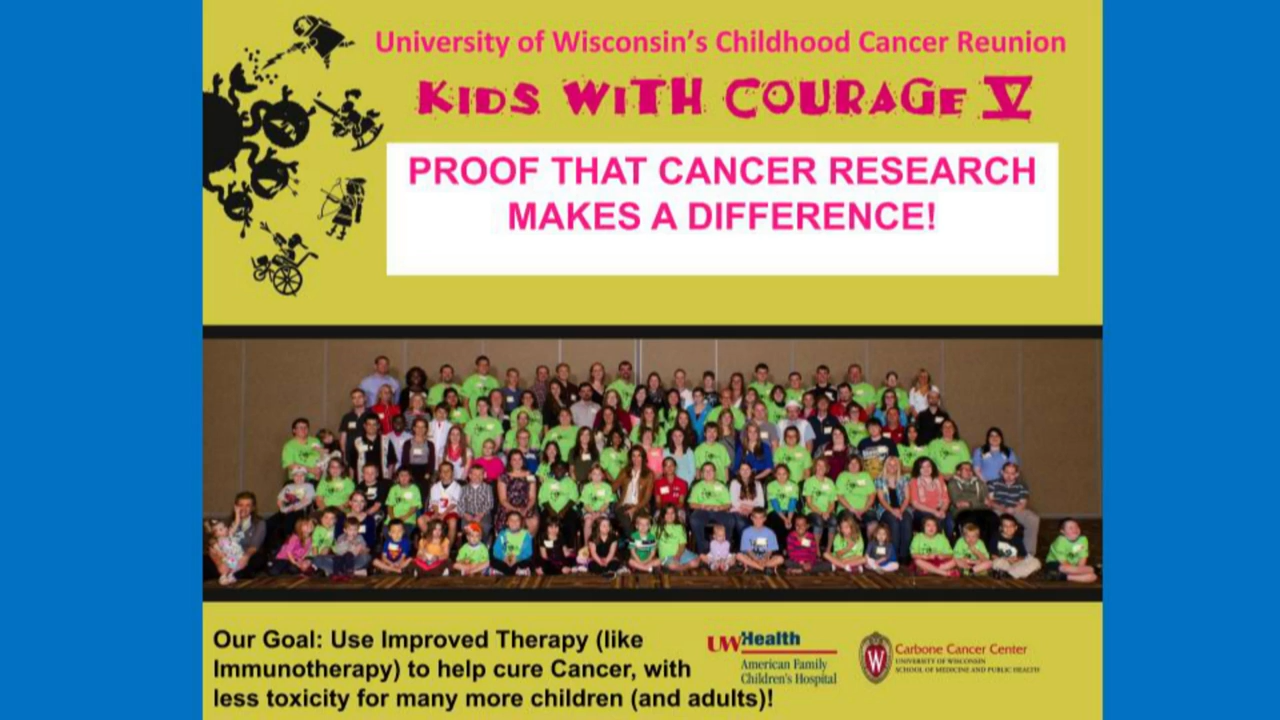 University of Wisconsin's Childhood Cancer Reunion
KIDS WITH COURAGE V
PROOF THAT CANCER RESEARCH
MAKES A DIFFERENCE!
Our Goal: Use Improved Therapy (like
Immunotherapy) to help cure Cancer, with
less toxicity for many more children (and adults)!
UWHealth
American Family
Children's Hospital
W
Carbone Cancer Center
UNIVERSITY OF WISCONSIN
SCHOOL OF MEDICINE AND PUBLIC HEALTH